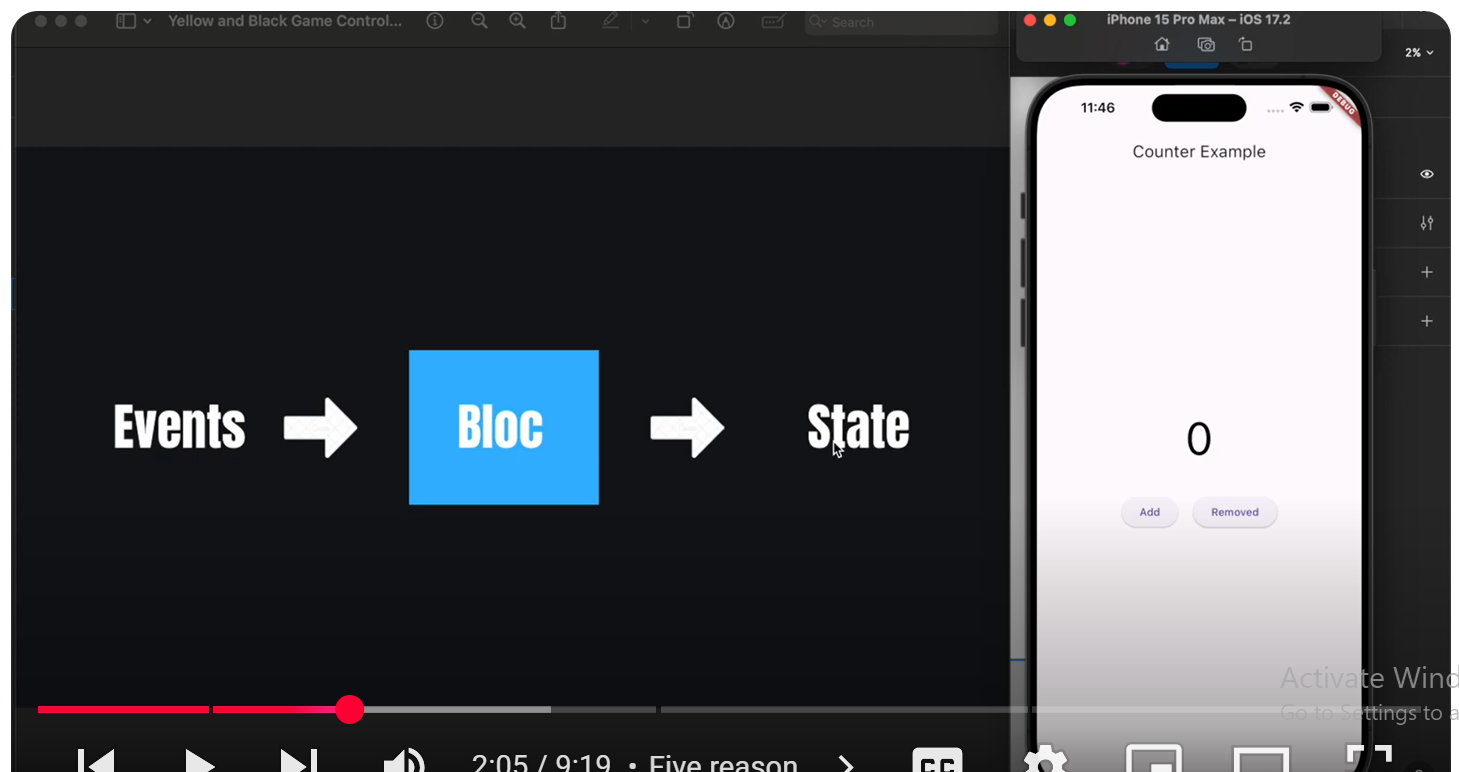 Yellow and Black Game Control...
Search
iPhone 15 Pro Max – iOS 17.2
2%
11:46
DEBUG
Counter Example
Events
Bloc
State
0
Add
Removed
Activate Wind
Go to Settings to a
2:05 / 9:19 • Five reason
CC